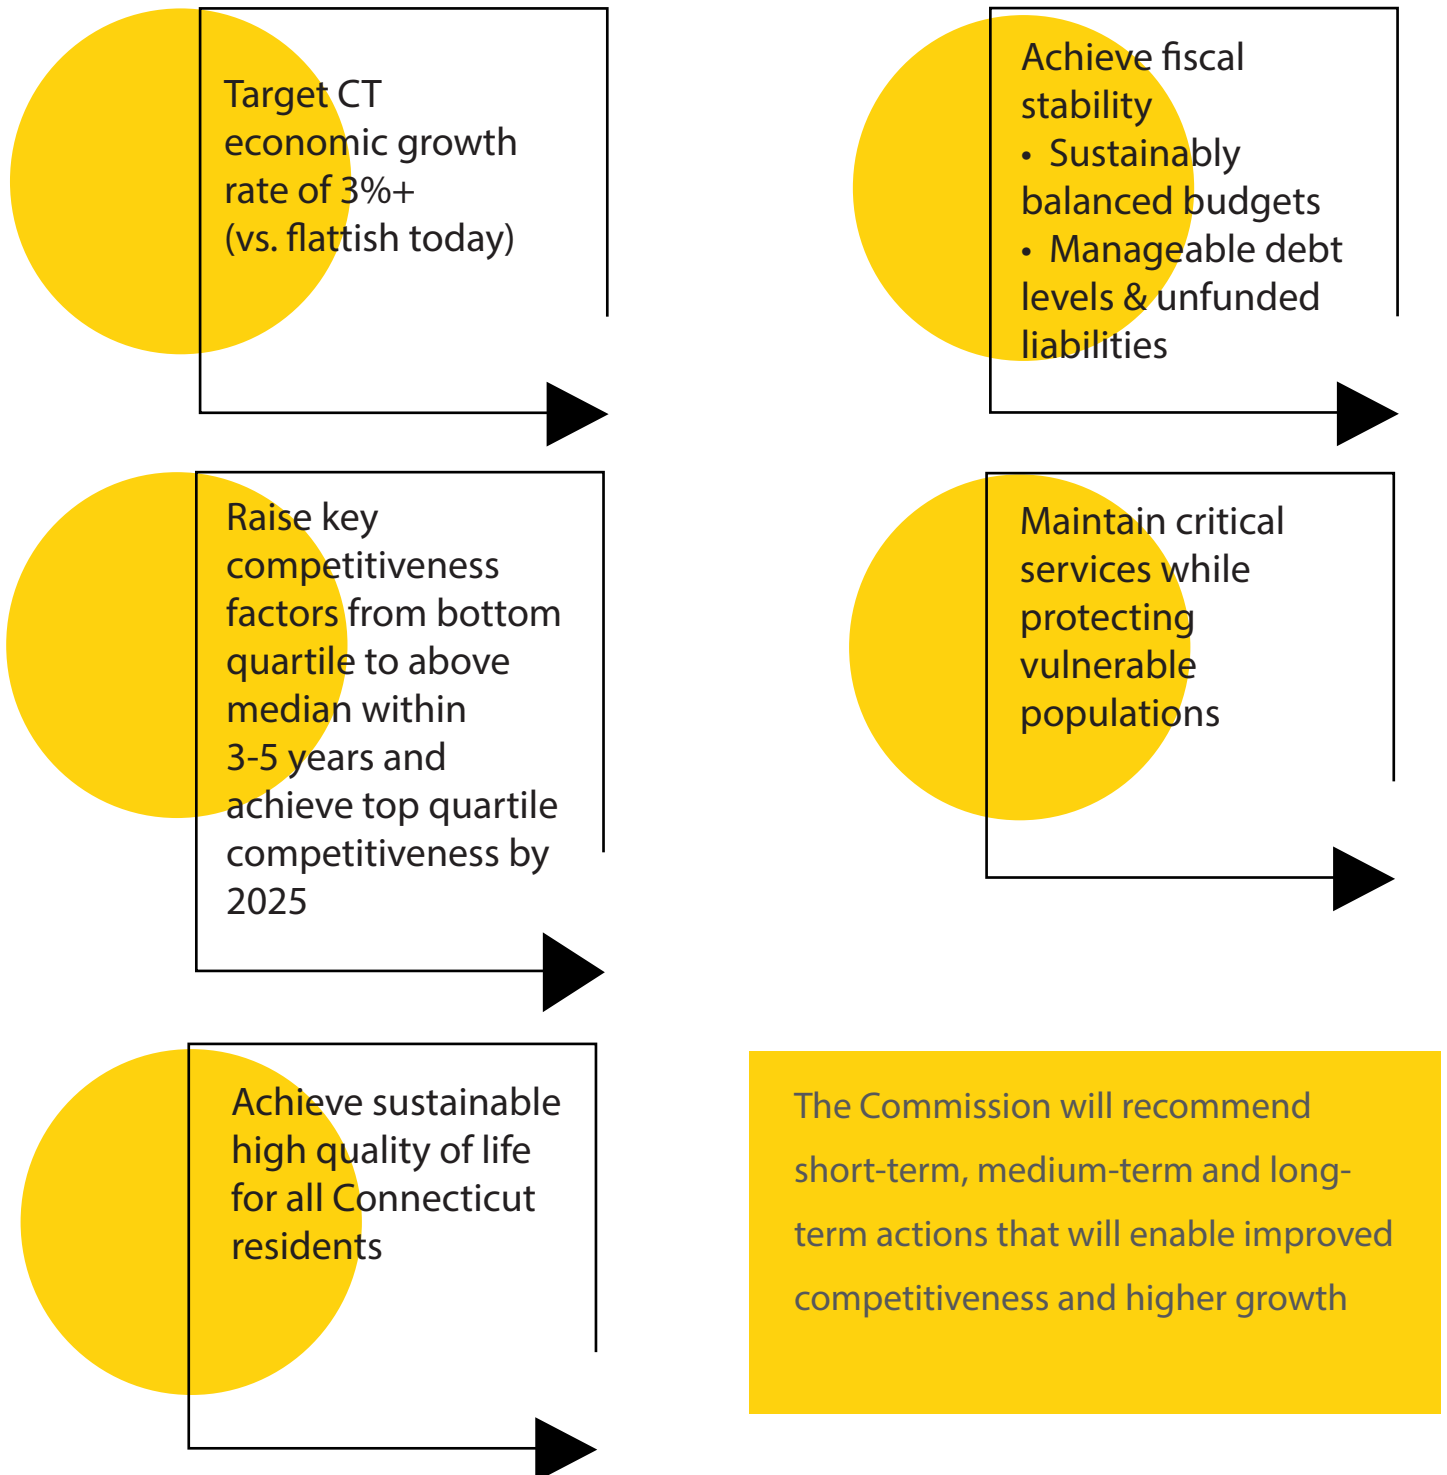 Target CT
economic growth
rate of 3%+
(vs. flattish today)
Achieve fiscal
stability
• Sustainably
balanced budgets
• Manageable debt
levels & unfunded
liabilities
Raise key
competitiveness
factors from bottom
quartile to above
median within
3-5 years and
achieve top quartile
competitiveness by
2025
Maintain critical
services while
protecting
vulnerable
populations
Achieve sustainable
high quality of life
for all Connecticut
residents
The Commission will recommend
short-term, medium-term and long-
term actions that will enable improved
competitiveness and higher growth